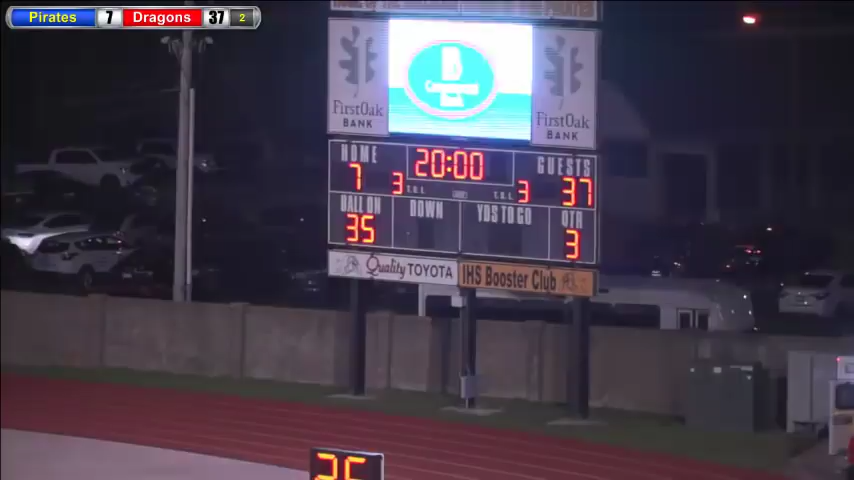 Pirates 7 Dragons 37 2
FirstOak
BANK
FirstOak
BANK
HOME 20:00 GUESTS
7 3 T.O.L. T.O.L. 3 37
BALL ON DOWN YDS TO GO QTR
35 3
Quality TOYOTA IHS Booster Club